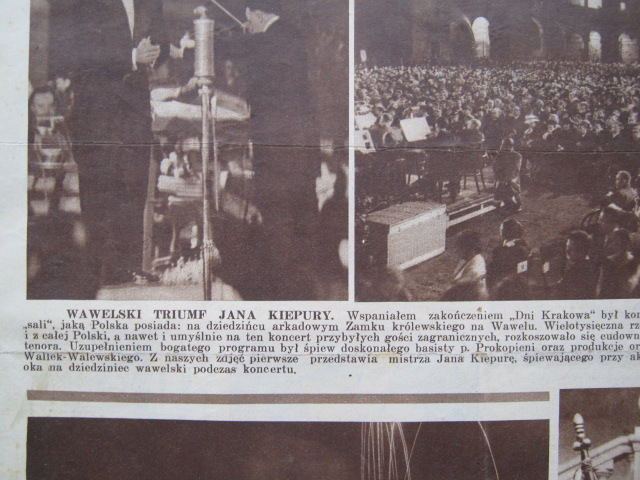 WAWELSKI TRIUMF JANA KIEPURY. Wspaniałem zakończeniem „Dni Krakowa" był kon
„sali", jaką Polska posiada: na dziedzińcu arkadowym Zamku królewskiego na Wawelu. Wielotysięczna r
i z całej Polski, a nawet i umyślnie na ten koncert przybyłych gości zagranicznych, rozkoszowało się cudown
tenora. Uzupełnieniem bogatego programu był śpiew doskonałego basisty p. Prokopieni oraz produkcje or
Wallek-Walewskiego. Z naszych zdjęć pierwsze przedstawia mistrza Jana Kiepurę, śpiewającego przy ak
oka na dziedziniec wawelski podczas koncertu.